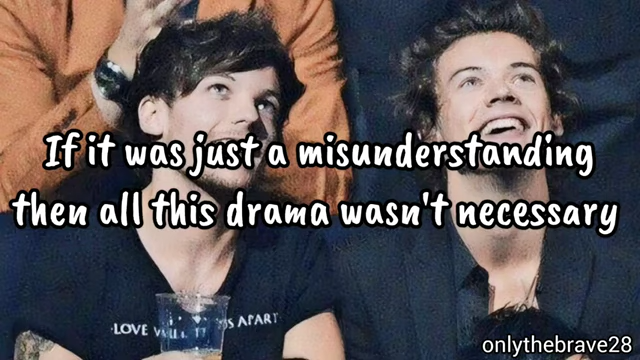 If it was just a misunderstanding
then all this drama wasn't necessary
LOVE APART
onlythebrave28